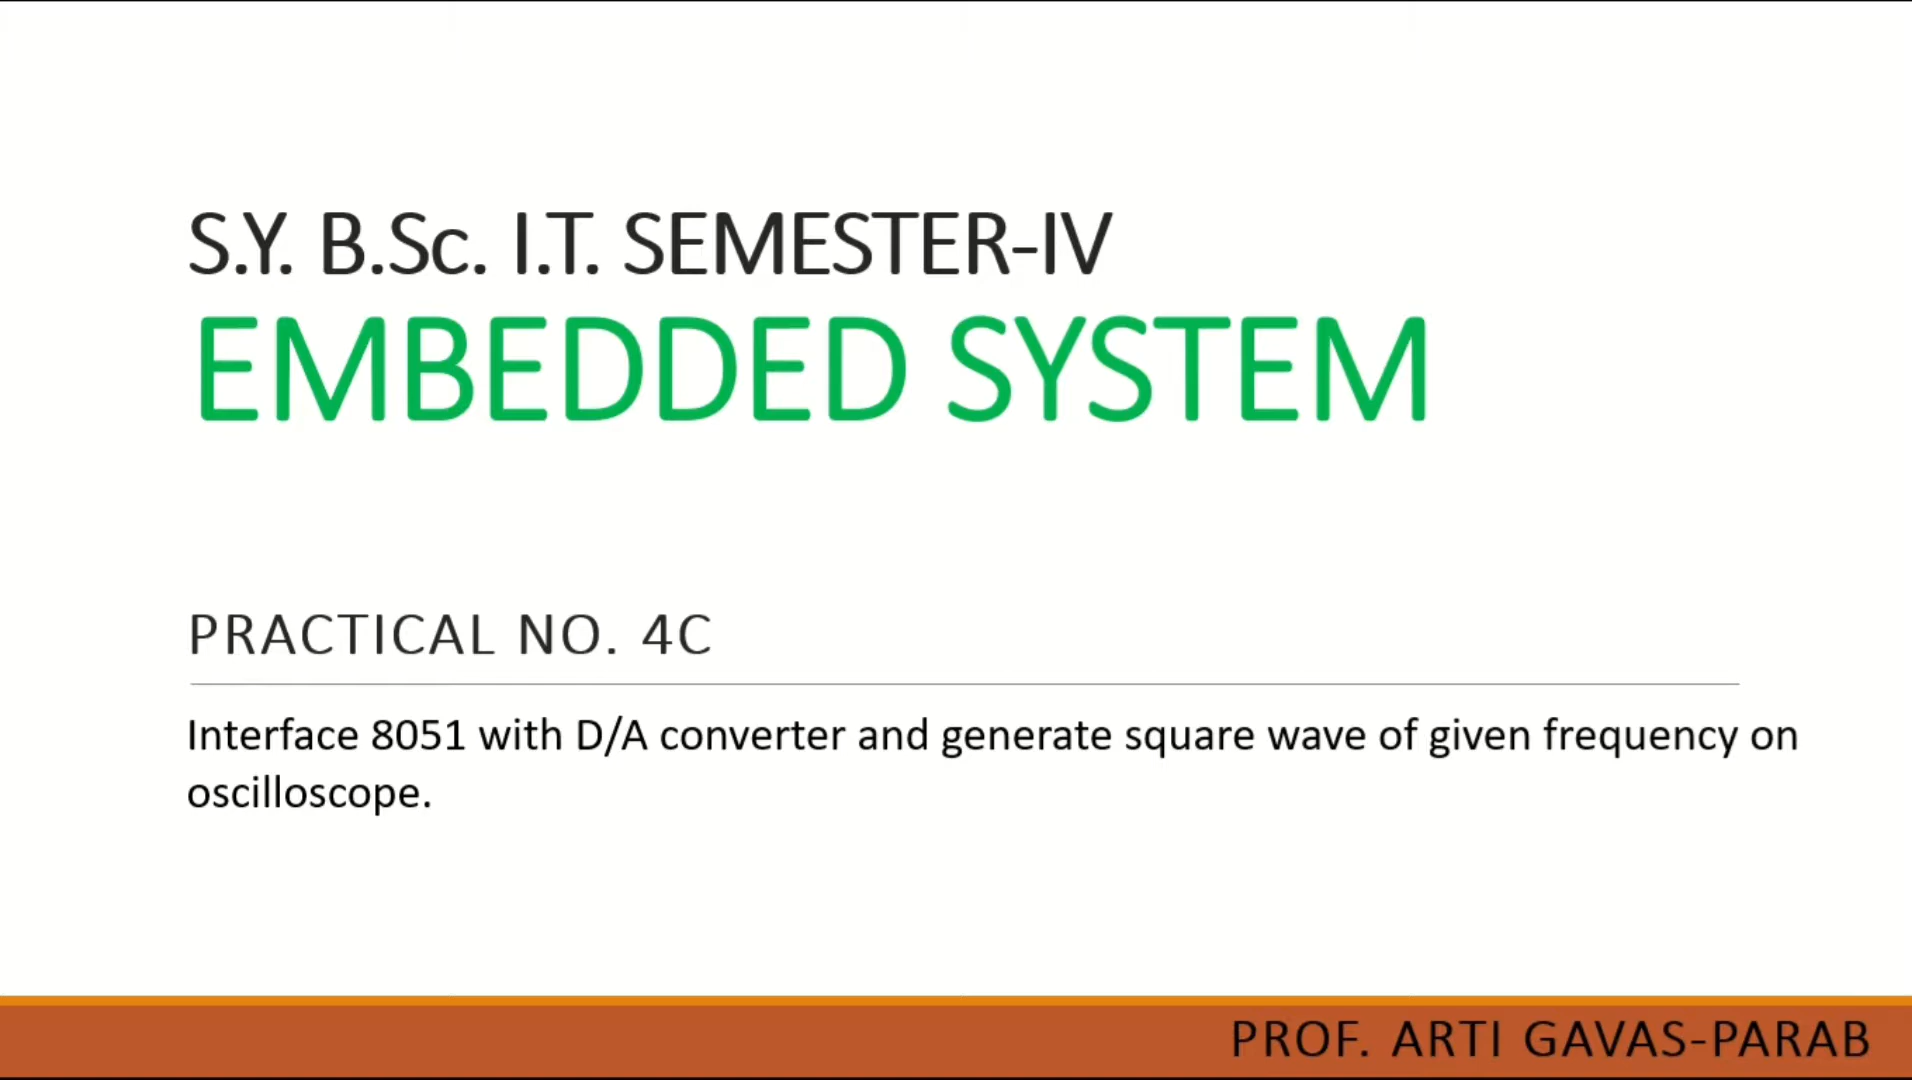 S.Y. B.Sc. I.T. SEMESTER-IV
EMBEDDED SYSTEM
PRACTICAL NO. 4C
Interface 8051 with D/A converter and generate square wave of given frequency on
oscilloscope.
PROF. ARTI GAVAS-PARAB